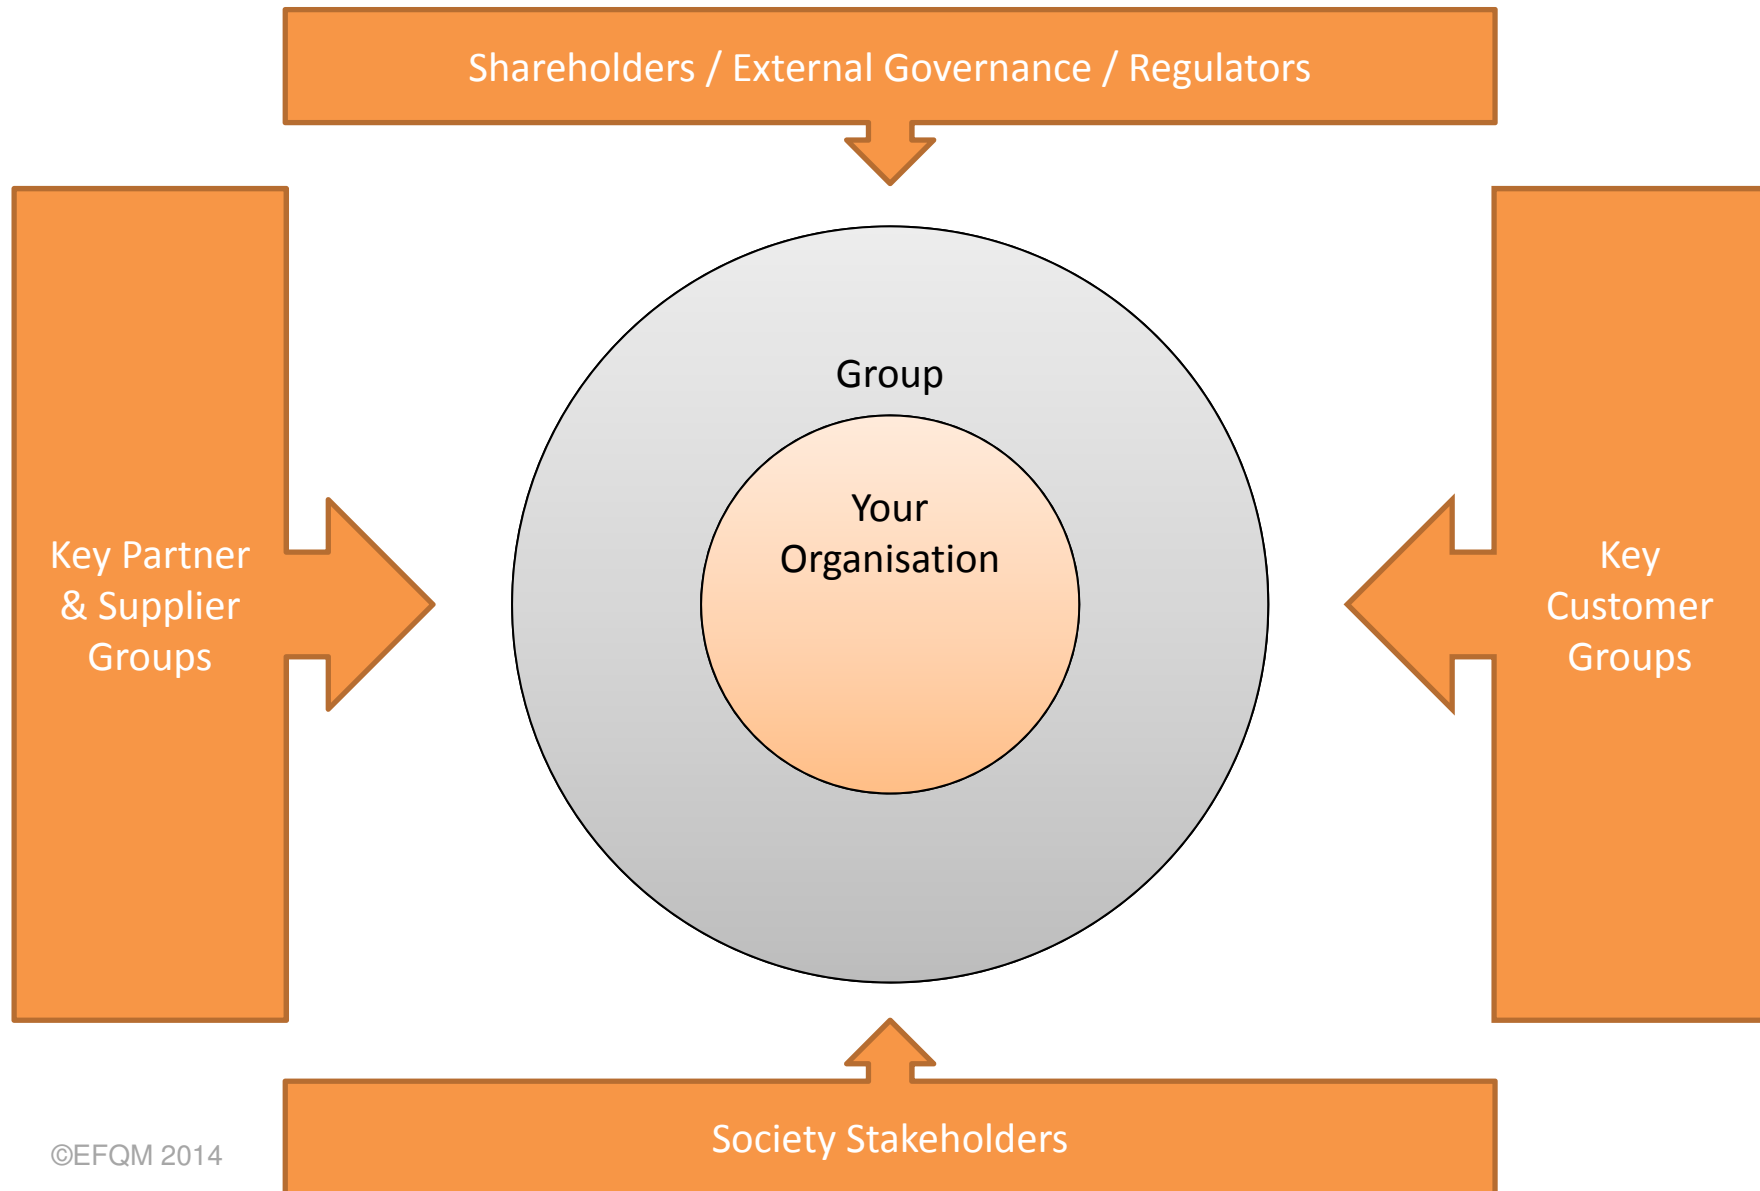 Shareholders / External Governance / Regulators
Group
Your
Organisation
Key Partner
& Supplier
Groups
Key
Customer
Groups
Society Stakeholders
©EFQM 2014